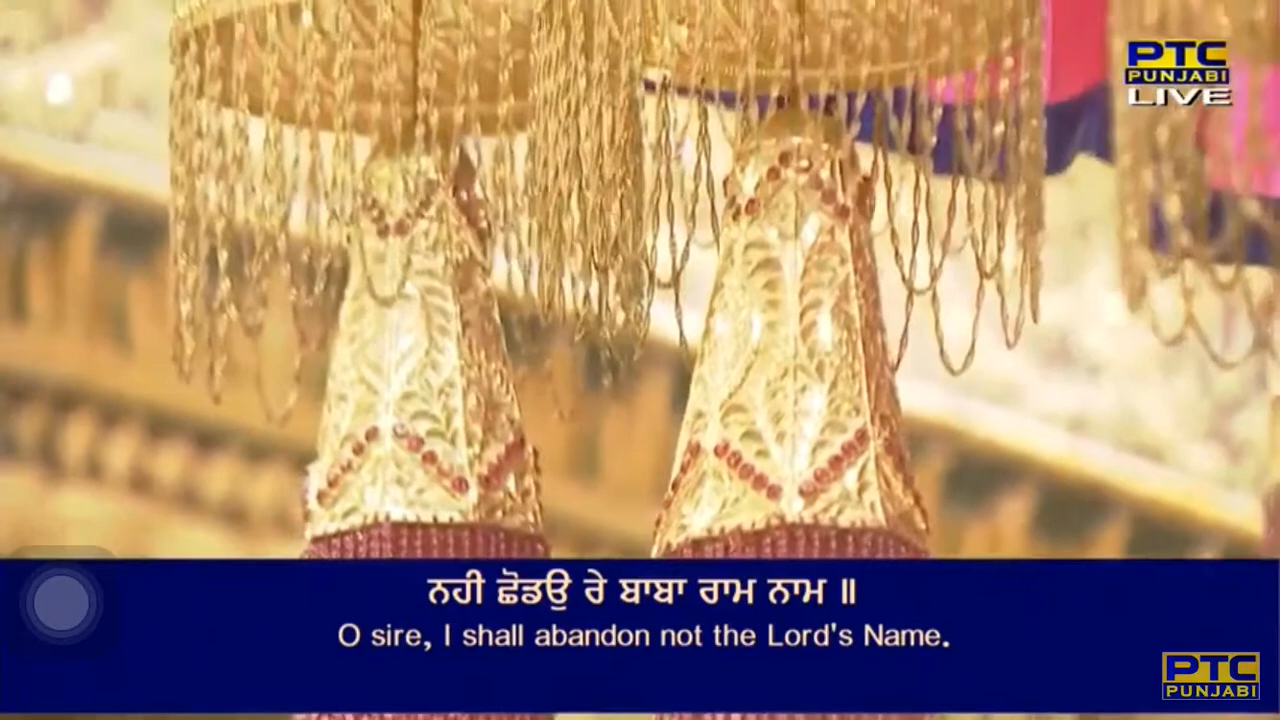 PTC
PUNJABI
LIVE
ਨਹੀ ਛੋਡਉ ਰੇ ਬਾਬਾ ਰਾਮ ਨਾਮ ॥
O sire, I shall abandon not the Lord's Name.
PTC
PUNJABI